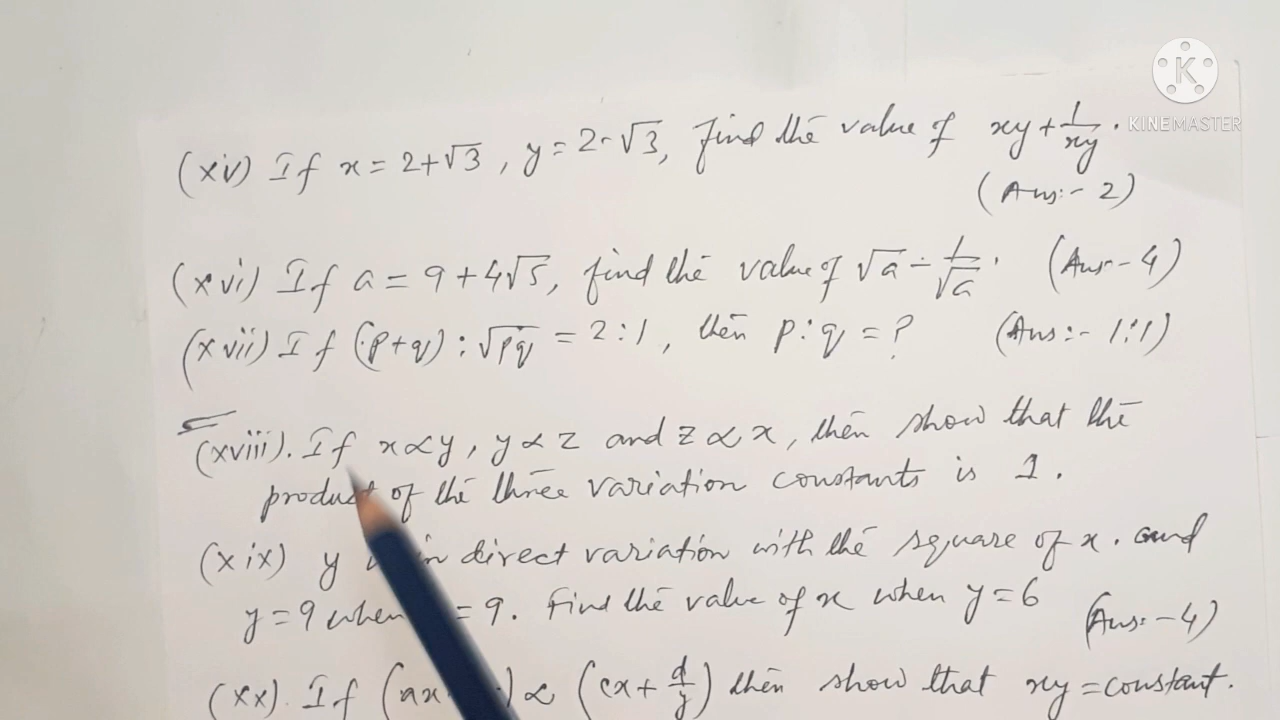 KINEMASTER
(xiv) If x = 2+√3, y = 2-√3, find the value of xy + 1/xy.
(Ans:- 2)
(xvi) If a = 9+4√5, find the value of √a - 1/√a. (Ans- 4)
(xvii) If (p+q) : √pq = 2:1, then p:q = ? (Ans:- 1:1)
(xviii). If x∝y, y∝z and z∝x, then show that the
product of the three variation constants is 1.
(xix) y in direct variation with the square of x. and
y = 9 when = 9. Find the value of x when y = 6
(Ans:- 4)
(xx). If (ax ) ∝ (cx + d/y) then show that xy = constant.